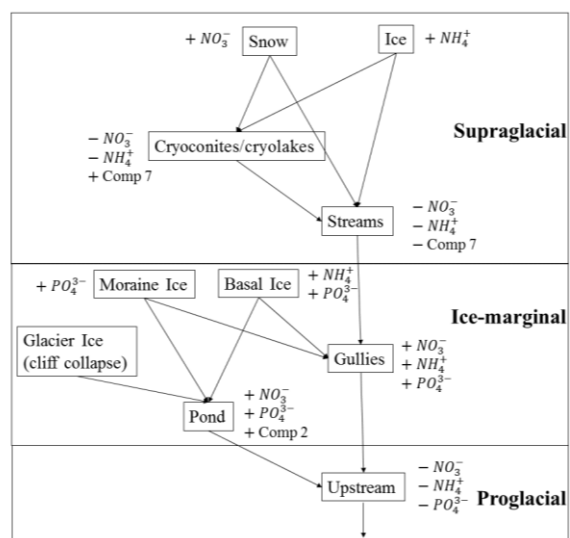 + NO₃⁻ Snow Ice + NH₄⁺
Supraglacial
− NO₃⁻
− NH₄⁺
+ Comp 7
Cryoconites/cryolakes
Streams
− NO₃⁻
− NH₄⁺
− Comp 7
+ PO₄³⁻ Moraine Ice Basal Ice
+ NH₄⁺
+ PO₄³⁻
Ice-marginal
Glacier Ice
(cliff collapse)
Gullies
+ NO₃⁻
+ NH₄⁺
+ PO₄³⁻
Pond
+ NO₃⁻
+ PO₄³⁻
+ Comp 2
Upstream
− NO₃⁻
− NH₄⁺
− PO₄³⁻
Proglacial